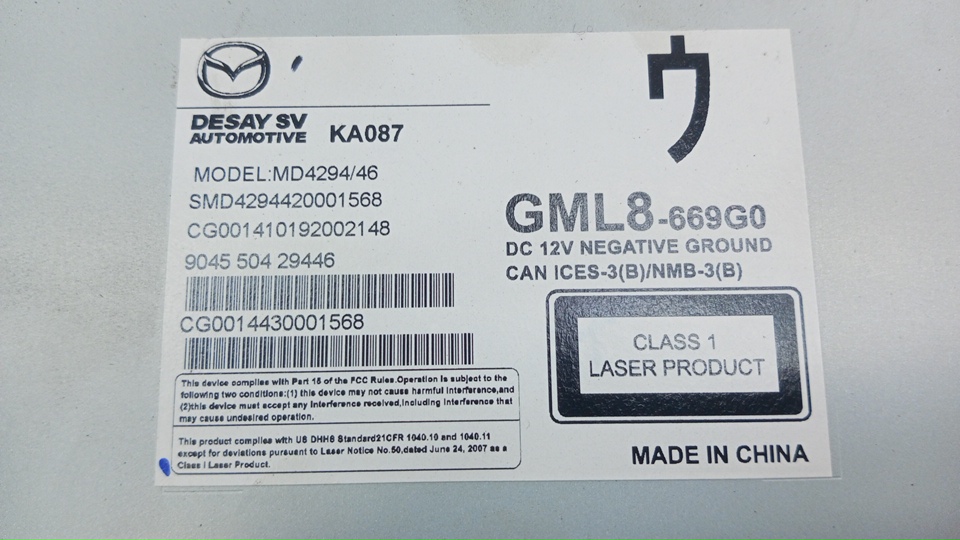 DESAY SV
AUTOMOTIVE KA087
MODEL:MD4294/46
SMD4294420001568
CG001410192002148
9045 504 29446
CG0014430001568
This device complies with Part 15 of the FCC Rules.Operation is subject to the
following two conditions:(1) this device may not cause harmful interference,and
(2)this device must accept any interference received,including interference that
may cause undesired operation.
This product complies with US DHHS Standard21CFR 1040.10 and 1040.11
except for deviations pursuant to Laser Notice No.50,dated June 24, 2007 as a
Class I Laser Product.
ウ
GML8-669G0
DC 12V NEGATIVE GROUND
CAN ICES-3(B)/NMB-3(B)
CLASS 1
LASER PRODUCT
MADE IN CHINA